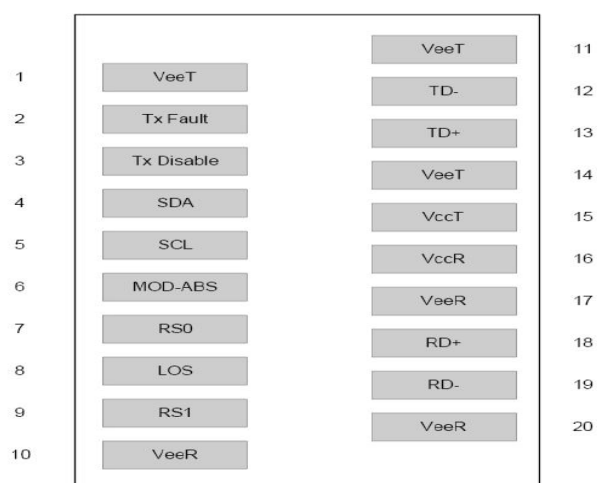 VeeT 11
1 VeeT
TD- 12
2 Tx Fault
TD+ 13
3 Tx Disable
VeeT 14
4 SDA
VccT 15
5 SCL
VccR 16
6 MOD-ABS
VeeR 17
7 RS0
RD+ 18
8 LOS
RD- 19
9 RS1
VeeR 20
10 VeeR